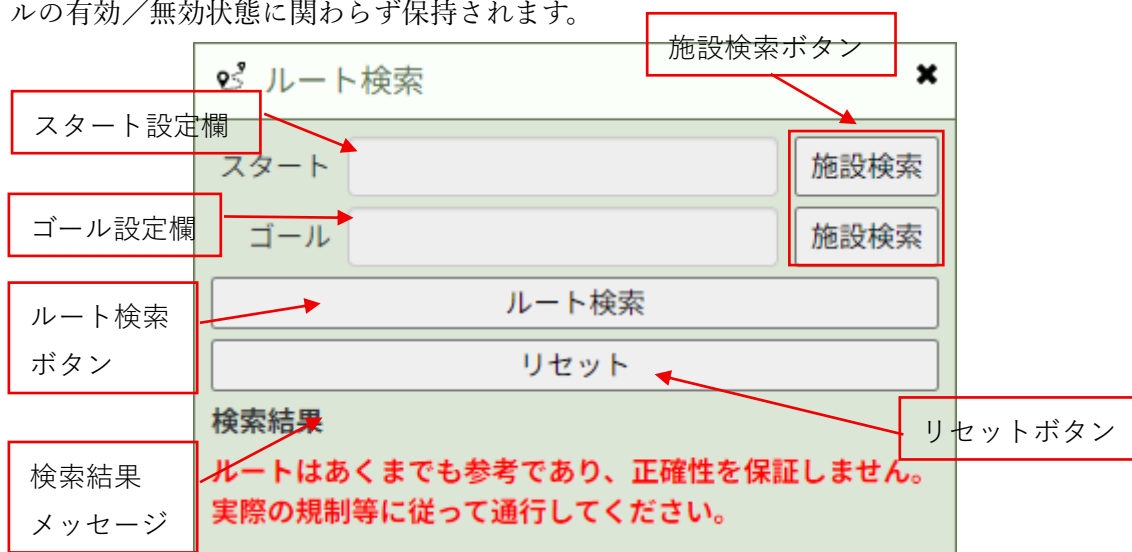 ルの有効／無効状態に関わらず保持されます。
施設検索ボタン
ルート検索
スタート設定欄
スタート
施設検索
ゴール設定欄
ゴール
施設検索
ルート検索
ボタン
ルート検索
リセット
検索結果
リセットボタン
検索結果
メッセージ
ルートはあくまでも参考であり、正確性を保証しません。
実際の規制等に従って通行してください。